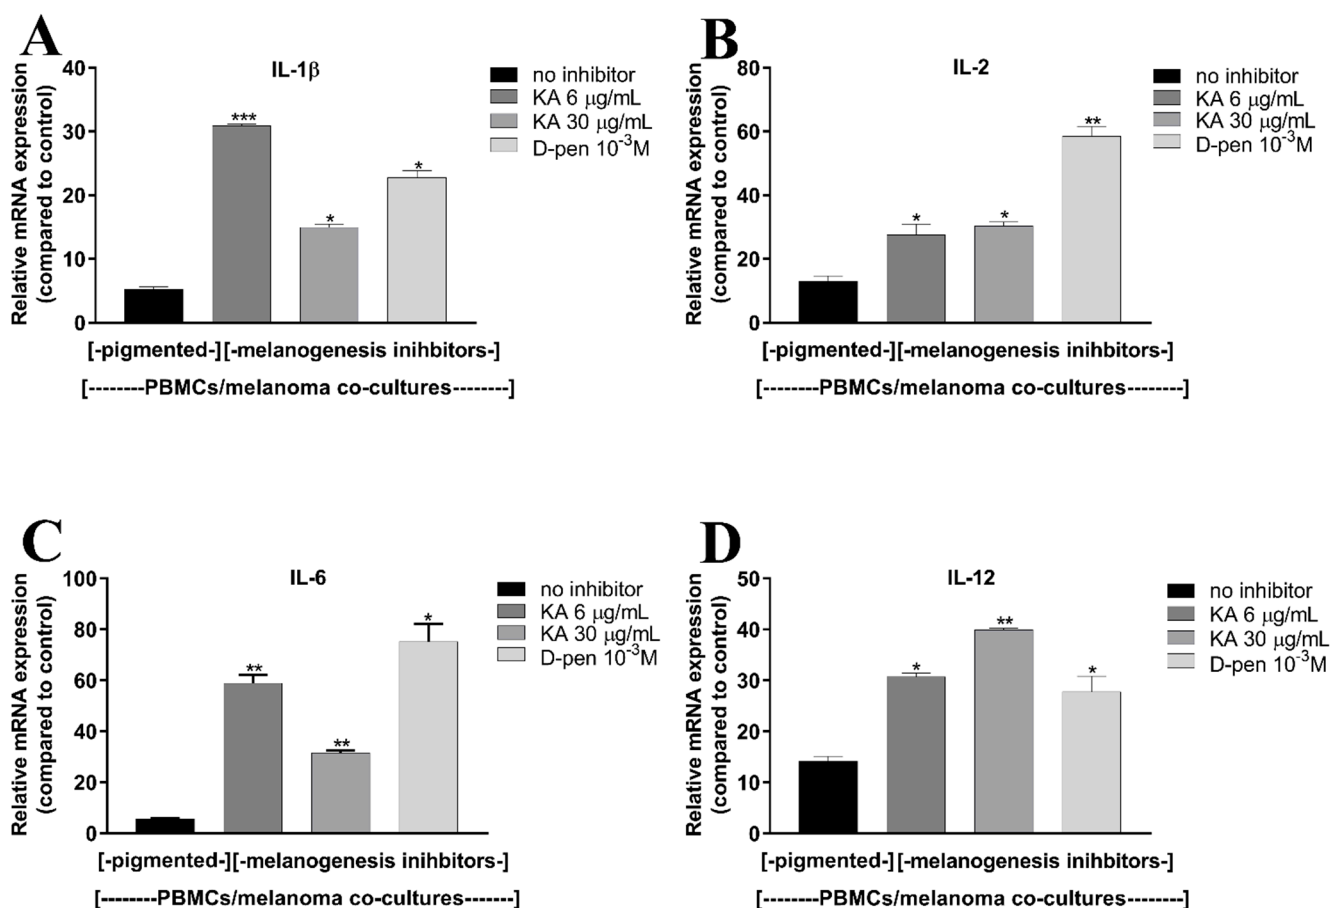 A
IL-1β
Relative mRNA expression
(compared to control)
40
30
20
10
0
***
*
*
no inhibitor
KA 6 μg/mL
KA 30 μg/mL
D-pen 10⁻³M
[-pigmented-][-melanogenesis inihbitors-]
[--------PBMCs/melanoma co-cultures--------]
B
IL-2
Relative mRNA expression
(compared to control)
80
60
40
20
0
*
*
**
no inhibitor
KA 6 μg/mL
KA 30 μg/mL
D-pen 10⁻³M
[-pigmented-][-melanogenesis inihbitors-]
[--------PBMCs/melanoma co-cultures--------]
C
IL-6
Relative mRNA expression
(compared to control)
100
80
60
40
20
0
**
**
*
no inhibitor
KA 6 μg/mL
KA 30 μg/mL
D-pen 10⁻³M
[-pigmented-][-melanogenesis inihbitors-]
[--------PBMCs/melanoma co-cultures-------]
D
IL-12
Relative mRNA expression
(compared to control)
50
40
30
20
10
0
*
**
*
no inhibitor
KA 6 μg/mL
KA 30 μg/mL
D-pen 10⁻³M
[-pigmented-][-melanogenesis inihbitors-]
[--------PBMCs/melanoma co-cultures--------]